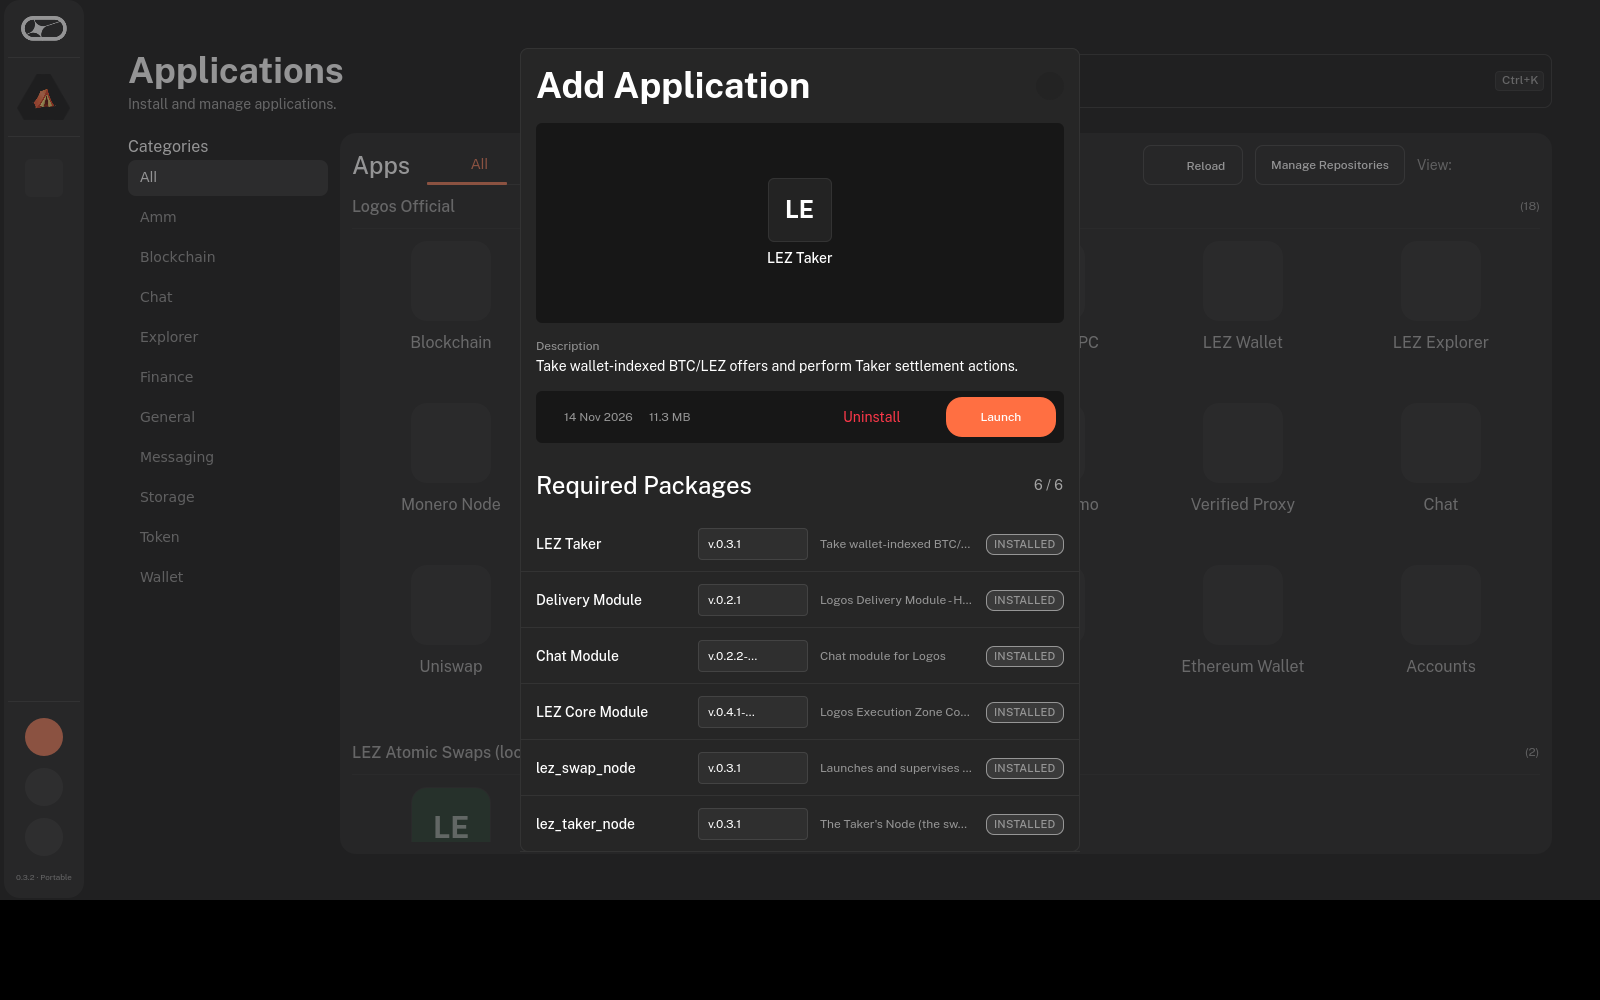 Applications
Install and manage applications.
Ctrl+K
Categories
All
Amm
Blockchain
Chat
Explorer
Finance
General
Messaging
Storage
Token
Wallet
Apps
All
Reload
Manage Repositories
View:
Logos Official
(18)
Blockchain
PC
LEZ Wallet
LEZ Explorer
Monero Node
mo
Verified Proxy
Chat
Uniswap
Ethereum Wallet
Accounts
LEZ Atomic Swaps (loc
(2)
LE
0.3.2 - Portable
Add Application
LE
LEZ Taker
Description
Take wallet-indexed BTC/LEZ offers and perform Taker settlement actions.
14 Nov 2026 11.3 MB Uninstall Launch
Required Packages 6 / 6
LEZ Taker v.0.3.1 Take wallet-indexed BTC/... INSTALLED
Delivery Module v.0.2.1 Logos Delivery Module - H... INSTALLED
Chat Module v.0.2.2-... Chat module for Logos INSTALLED
LEZ Core Module v.0.4.1-... Logos Execution Zone Co... INSTALLED
lez_swap_node v.0.3.1 Launches and supervises ... INSTALLED
lez_taker_node v.0.3.1 The Taker's Node (the sw... INSTALLED